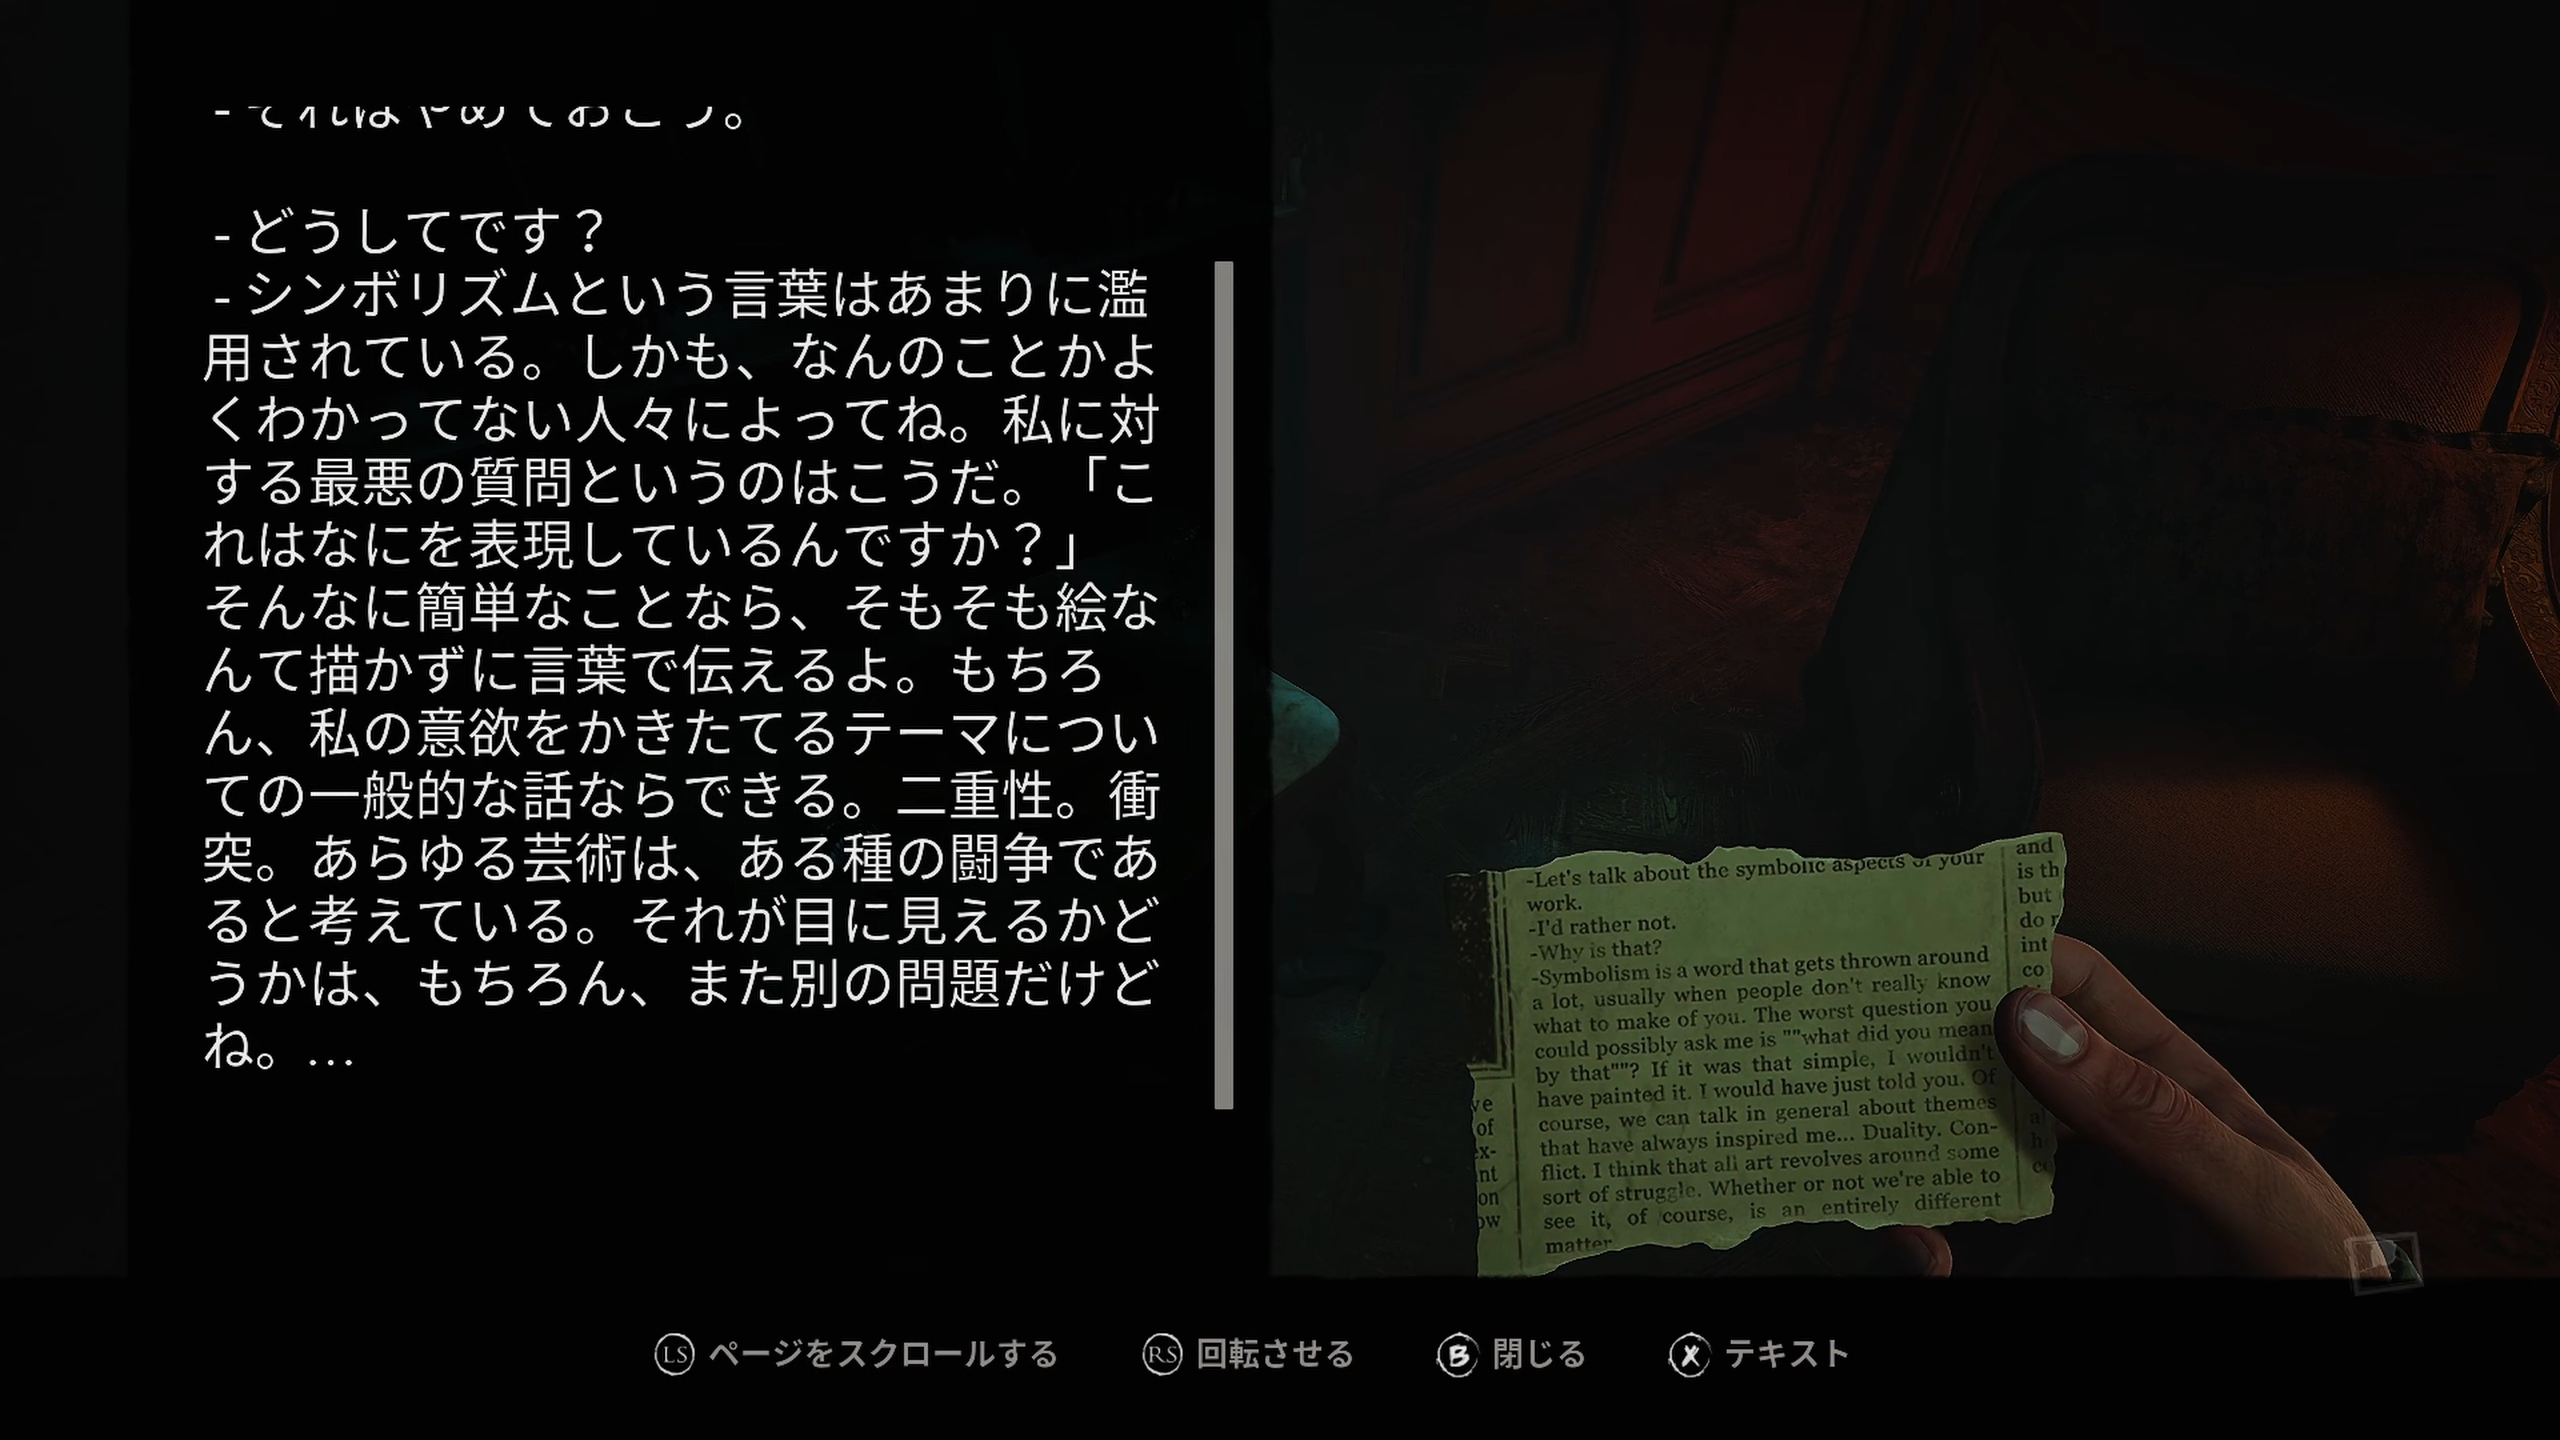 - それはやめておこう。
- どうしてです？
- シンボリズムという言葉はあまりに濫
用されている。しかも、なんのことかよ
くわかってない人々によってね。私に対
する最悪の質問というのはこうだ。「こ
れはなにを表現しているんですか？」
そんなに簡単なことなら、そもそも絵な
んて描かずに言葉で伝えるよ。もちろ
ん、私の意欲をかきたてるテーマについ
ての一般的な話ならできる。二重性。衝
突。あらゆる芸術は、ある種の闘争であ
ると考えている。それが目に見えるかど
うかは、もちろん、また別の問題だけど
ね。…
-Let's talk about the symbolic aspects of your
work.
-I'd rather not.
-Why is that?
-Symbolism is a word that gets thrown around
a lot, usually when people don't really know
what to make of you. The worst question you
could possibly ask me is ""what did you mean
by that""? If it was that simple, I wouldn't
have painted it. I would have just told you. Of
course, we can talk in general about themes
that have always inspired me... Duality. Con-
flict. I think that all art revolves around some
sort of struggle. Whether or not we're able to
see it, of course, is an entirely different
matter
and
is th
but
do r
int
co
ve
of
ex-
nt
on
ow
LS ページをスクロールする
RS 回転させる
B 閉じる
X テキスト